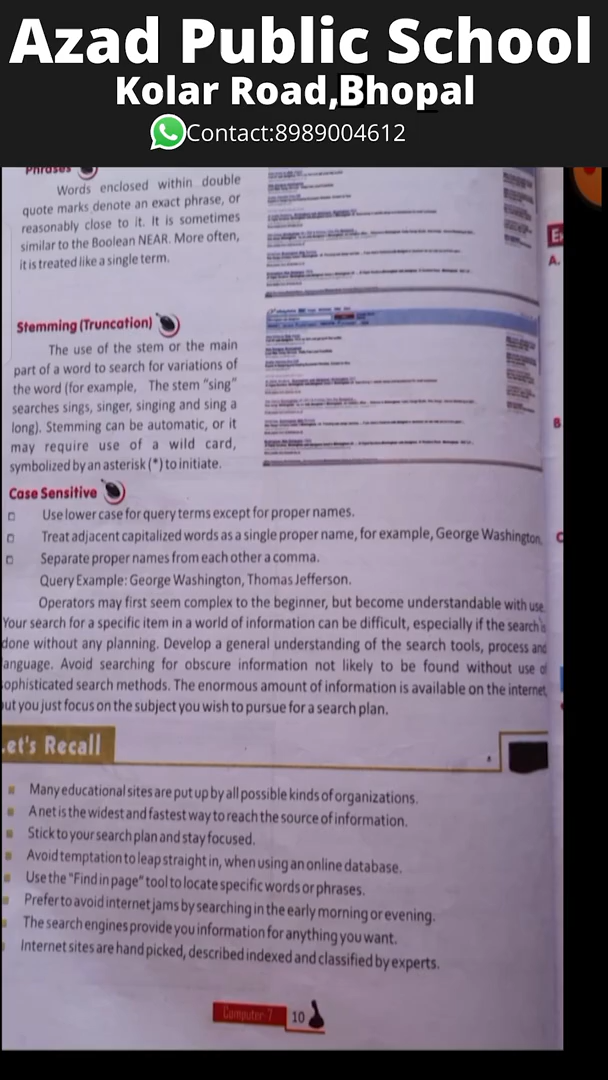 Azad Public School
Kolar Road,Bhopal
Contact:8989004612
Phrases
Words enclosed within double
quote marks denote an exact phrase, or
reasonably close to it. It is sometimes
similar to the Boolean NEAR. More often,
it is treated like a single term.
Stemming (Truncation)
The use of the stem or the main
part of a word to search for variations of
the word (for example, The stem "sing"
searches sings, singer, singing and sing a
long). Stemming can be automatic, or it
may require use of a wild card,
symbolized by an asterisk (*) to initiate.
Case Sensitive
Use lower case for query terms except for proper names.
Treat adjacent capitalized words as a single proper name, for example, George Washington.
Separate proper names from each other a comma.
Query Example: George Washington, Thomas Jefferson.
Operators may first seem complex to the beginner, but become understandable with use.
Your search for a specific item in a world of information can be difficult, especially if the search is
done without any planning. Develop a general understanding of the search tools, process and
language. Avoid searching for obscure information not likely to be found without use of
sophisticated search methods. The enormous amount of information is available on the internet,
but you just focus on the subject you wish to pursue for a search plan.
Let's Recall
Many educational sites are put up by all possible kinds of organizations.
A net is the widest and fastest way to reach the source of information.
Stick to your search plan and stay focused.
Avoid temptation to leap straight in, when using an online database.
Use the "Find in page" tool to locate specific words or phrases.
Prefer to avoid internet jams by searching in the early morning or evening.
The search engines provide you information for anything you want.
Internet sites are hand picked, described indexed and classified by experts.
Computer-7 10
E
A.
B
C